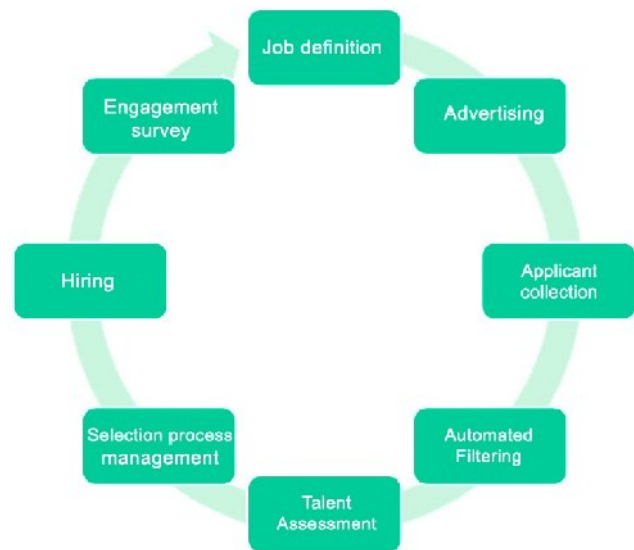 Job definition
Advertising
Applicant
collection
Automated
Filtering
Talent
Assessment
Selection process
management
Hiring
Engagement
survey